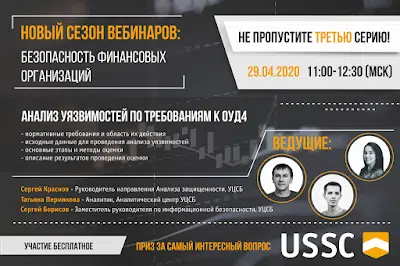 НОВЫЙ СЕЗОН ВЕБИНАРОВ:
БЕЗОПАСНОСТЬ ФИНАНСОВЫХ
ОРГАНИЗАЦИЙ
НЕ ПРОПУСТИТЕ ТРЕТЬЮ СЕРИЮ!
29.04.2020 11:00-12:30 (МСК)
АНАЛИЗ УЯЗВИМОСТЕЙ ПО ТРЕБОВАНИЯМ К ОУД4
- нормативные требования и область их действия
- исходные данные для проведения анализа уязвимостей
- основные этапы и методы оценки
- описание результатов проведения оценки
ВЕДУЩИЕ:
Сергей Краснов - Руководитель направления Анализа защищенности, УЦСБ
Татьяна Пермякова - Аналитик, Аналитический центр УЦСБ
Сергей Борисов - Заместитель руководителя по информационной безопасности, УЦСБ
УЧАСТИЕ БЕСПЛАТНОЕ
ПРИЗ ЗА САМЫЙ ИНТЕРЕСНЫЙ ВОПРОС
USSC